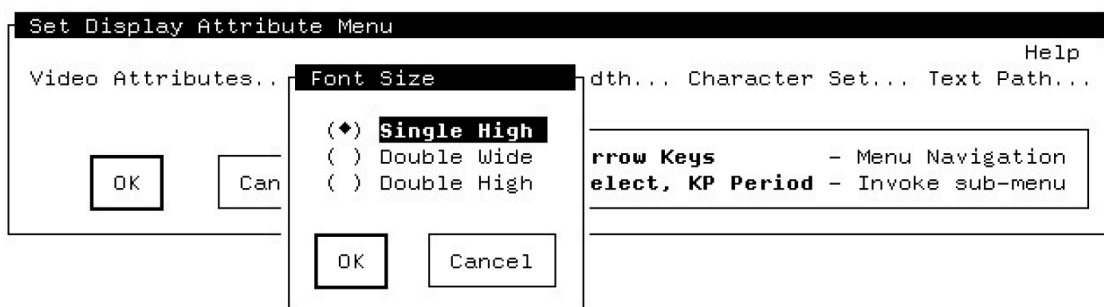 Set Display Attribute Menu
Help
Video Attributes.. dth... Character Set... Text Path...
Font Size
(◆) Single High
( ) Double Wide
( ) Double High
rrow Keys - Menu Navigation
elect, KP Period - Invoke sub-menu
OK Can
OK Cancel